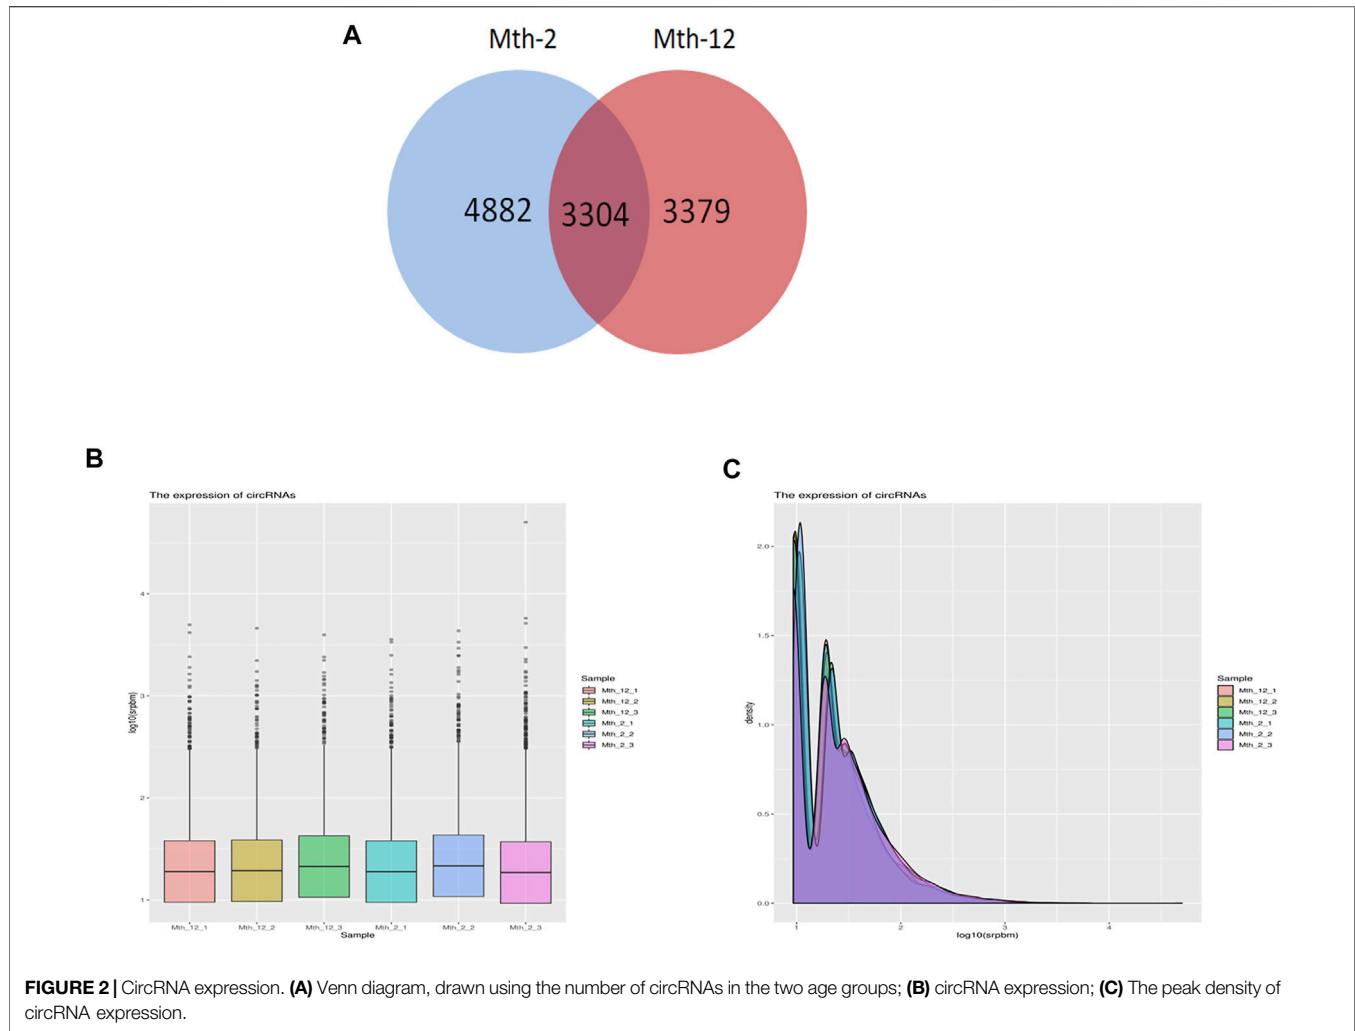 A
Mth-2 Mth-12
4882 3304 3379
B
The expression of circRNAs
log10(srpbm)
4
3
2
1
Mth_12_1 Mth_12_2 Mth_12_3 Mth_2_1 Mth_2_2 Mth_2_3
Sample
Sample
Mth_12_1
Mth_12_2
Mth_12_3
Mth_2_1
Mth_2_2
Mth_2_3
C
The expression of circRNAs
density
2.0
1.5
1.0
0.5
0.0
1 2 3 4
log10(srpbm)
Sample
Mth_12_1
Mth_12_2
Mth_12_3
Mth_2_1
Mth_2_2
Mth_2_3
FIGURE 2 | CircRNA expression. (A) Venn diagram, drawn using the number of circRNAs in the two age groups; (B) circRNA expression; (C) The peak density of
circRNA expression.